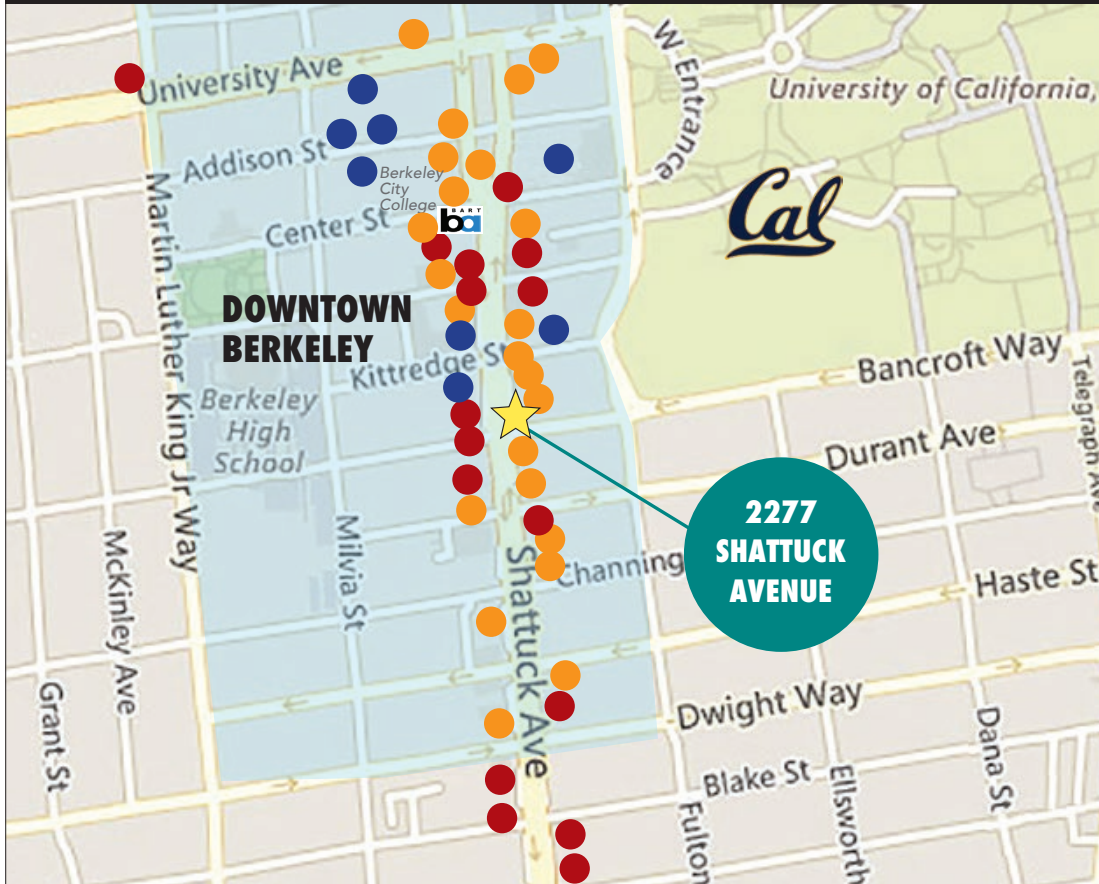 W Entrance
University Ave
University of California,
Addison St
Berkeley
City
College
BART
ba
Cal
Center St
Martin Luther King Jr Way
DOWNTOWN
BERKELEY
Kittredge St
Bancroft Way
Telegraph Ave
Berkeley
High
School
Durant Ave
2277
SHATTUCK
AVENUE
McKinley Ave
Milvia St
Shattuck Ave
Channing
Haste St
Grant St
Dwight Way
Dana St
Blake St
Ellsworth
Fulton